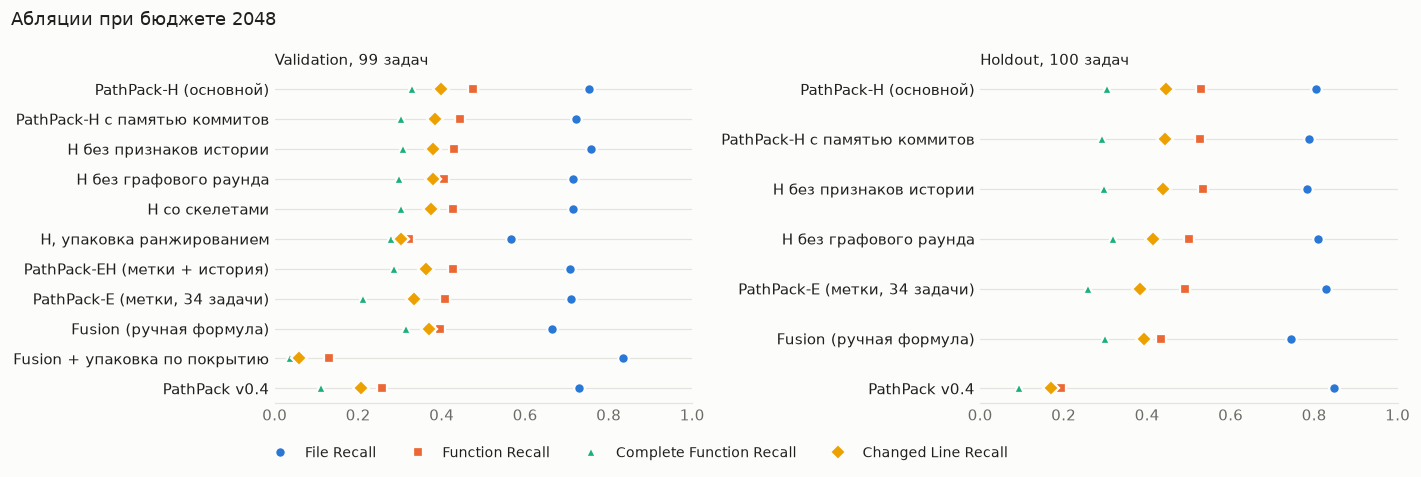 Абляции при бюджете 2048
Validation, 99 задач
PathPack-H (основной)
PathPack-H с памятью коммитов
H без признаков истории
H без графового раунда
H со скелетами
H, упаковка ранжированием
PathPack-EH (метки + история)
PathPack-E (метки, 34 задачи)
Fusion (ручная формула)
Fusion + упаковка по покрытию
PathPack v0.4
0.0 0.2 0.4 0.6 0.8 1.0
Holdout, 100 задач
PathPack-H (основной)
PathPack-H с памятью коммитов
H без признаков истории
H без графового раунда
PathPack-E (метки, 34 задачи)
Fusion (ручная формула)
PathPack v0.4
0.0 0.2 0.4 0.6 0.8 1.0
File Recall Function Recall Complete Function Recall Changed Line Recall